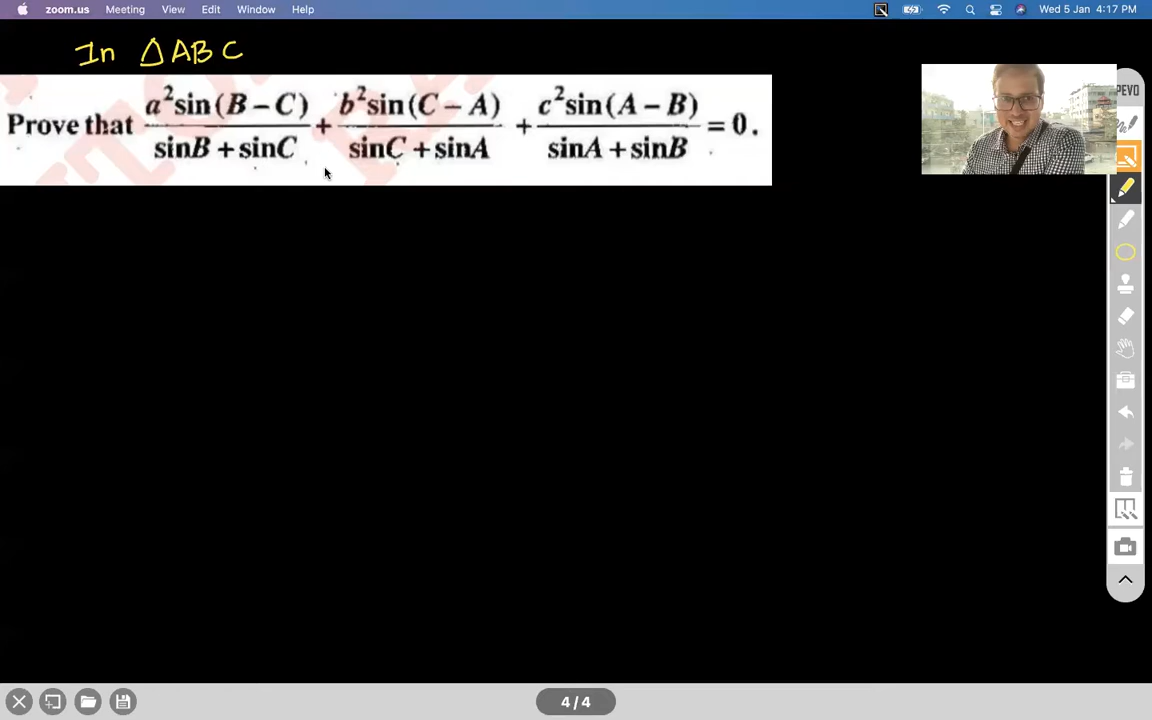 zoom.us Meeting View Edit Window Help Wed 5 Jan 4:17 PM
In △ABC
Prove that a²sin(B−C)/sinB+sinC + b²sin(C−A)/sinC+sinA + c²sin(A−B)/sinA+sinB = 0.
PEVO
4/4